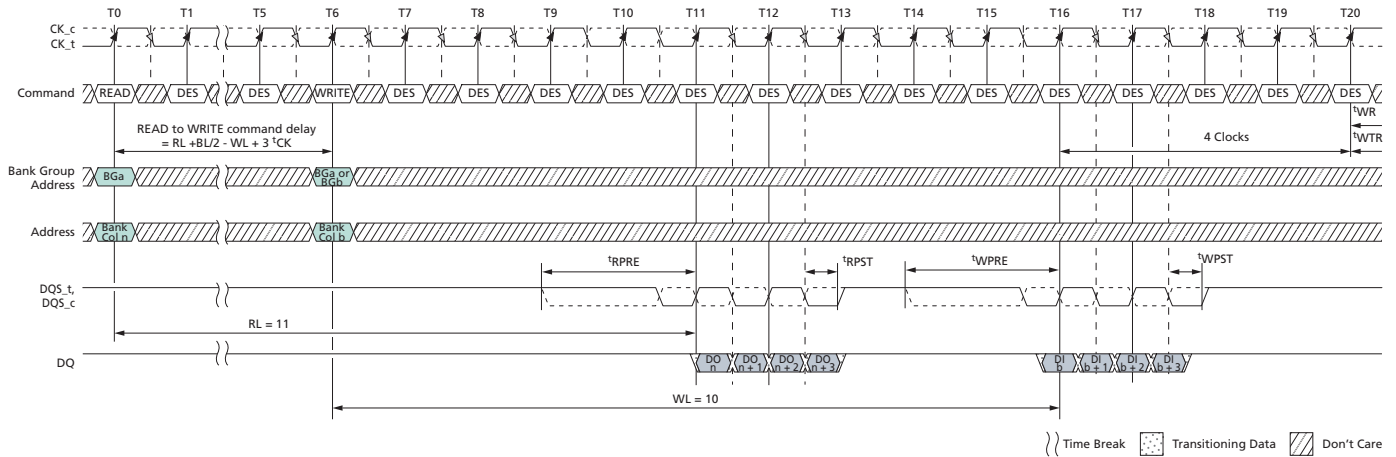 T0 T1 T5 T6 T7 T8 T9 T10 T11 T12 T13 T14 T15 T16 T17 T18 T19 T20
CK_c
CK_t
Command READ DES DES WRITE DES DES DES DES DES DES DES DES DES DES DES DES DES DES
tWR
READ to WRITE command delay
= RL +BL/2 - WL + 3 tCK
4 Clocks
tWTR
Bank Group
Address
BGa
BGa or
BGb
Address
Bank
Col n
Bank
Col b
tRPRE tRPST tWPRE tWPST
DQS_t,
DQS_c
RL = 11
DQ
DO
n
DO
n + 1
DO
n + 2
DO
n + 3
DI
b
DI
b + 1
DI
b + 2
DI
b + 3
WL = 10
Time Break Transitioning Data Don't Care